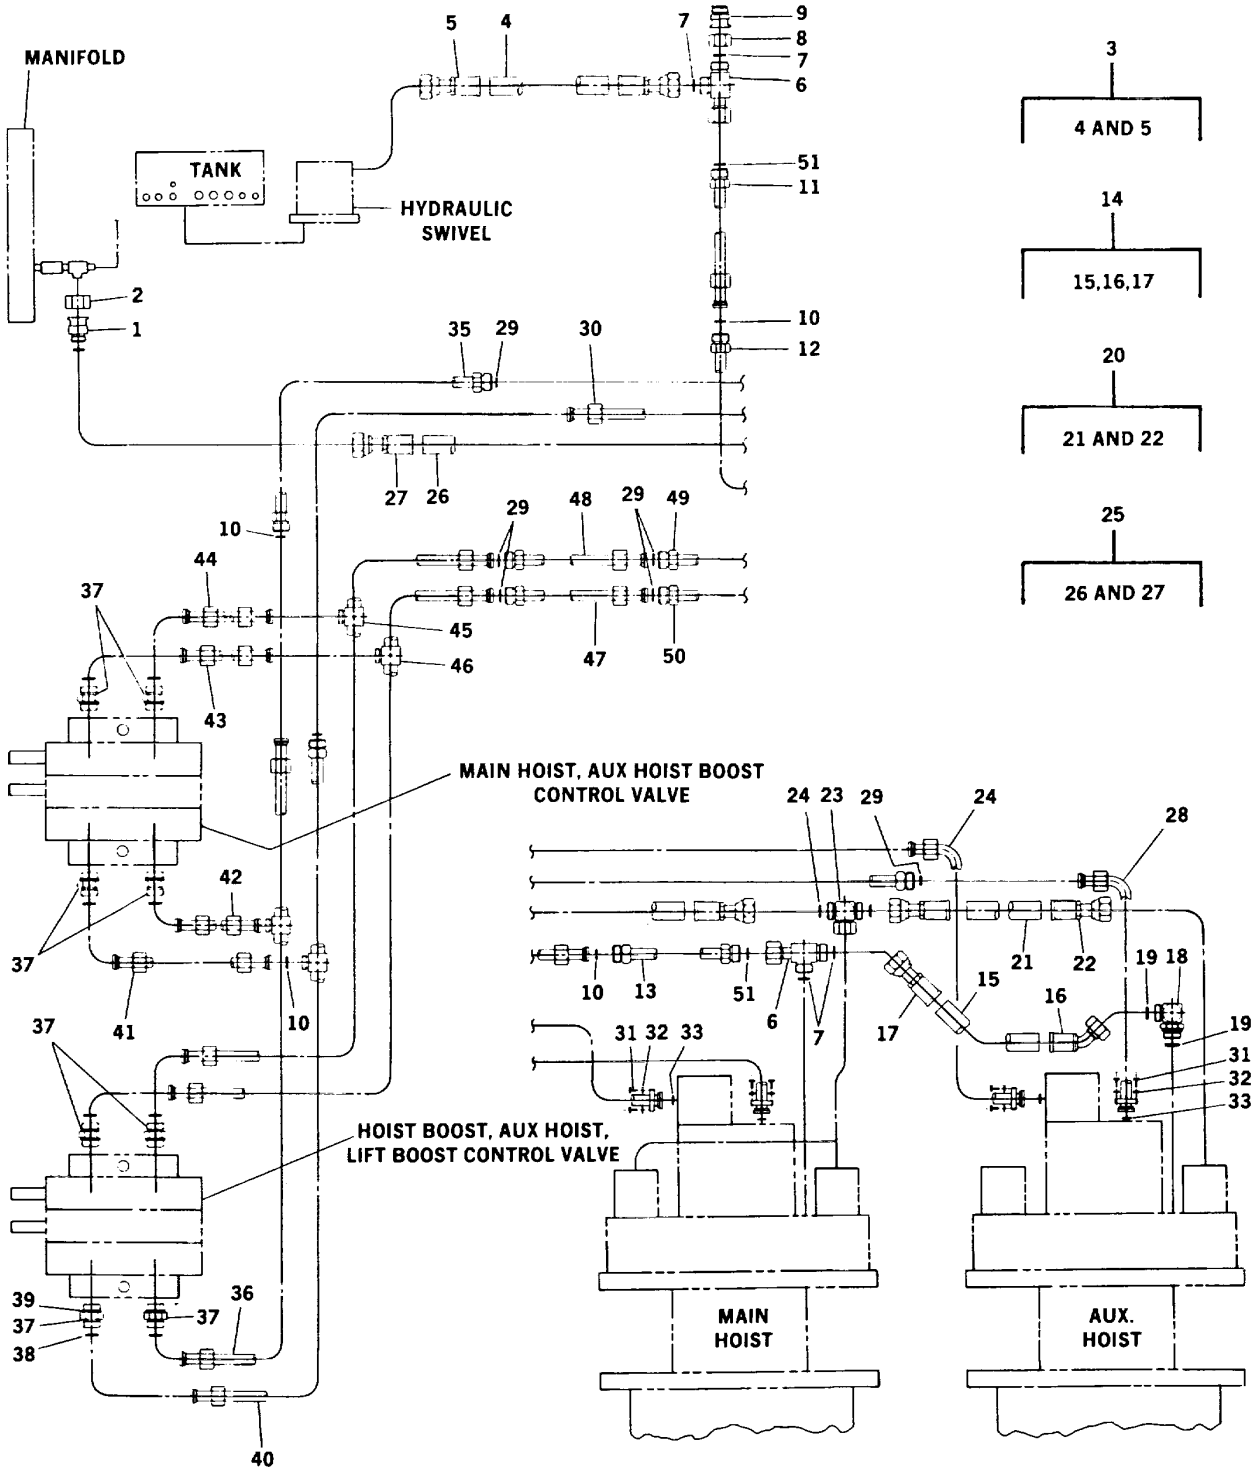 5 4 7 9
8
7
6
3
MANIFOLD
4 AND 5
TANK
51
11
HYDRAULIC
SWIVEL
14
15,16,17
2
1
35 29 30
10
12
20
21 AND 22
27 26
29 48 29 49
10
25
26 AND 27
44
37
45
47 50
46
43
MAIN HOIST, AUX HOIST BOOST
CONTROL VALVE
24 23 29 24
28
42
37
41
10
10 13 51 6 7
17 15 16
21 22
19 18
19
37
31 32 33
31
32
33
HOIST BOOST, AUX HOIST,
LIFT BOOST CONTROL VALVE
39
37
38
37
36
40
MAIN
HOIST
AUX.
HOIST